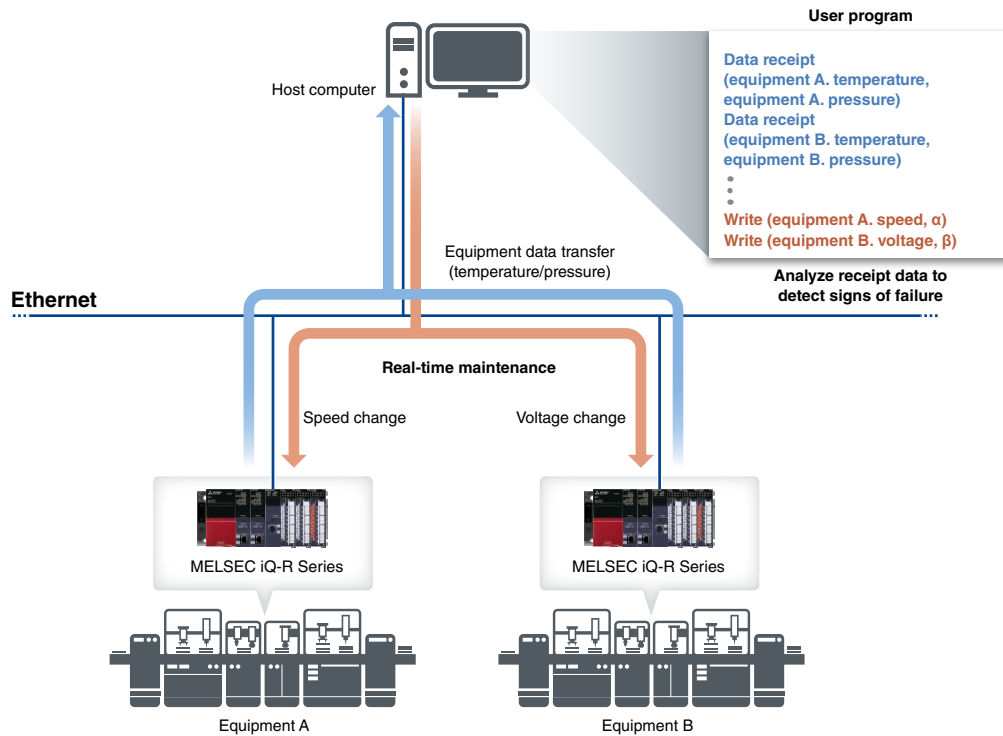 User program
Data receipt
(equipment A. temperature,
equipment A. pressure)
Data receipt
(equipment B. temperature,
equipment B. pressure)
Write (equipment A. speed, α)
Write (equipment B. voltage, β)
Analyze receipt data to
detect signs of failure
Host computer
Equipment data transfer
(temperature/pressure)
Ethernet
Real-time maintenance
Speed change
Voltage change
MELSEC iQ-R Series
MELSEC iQ-R Series
Equipment A
Equipment B